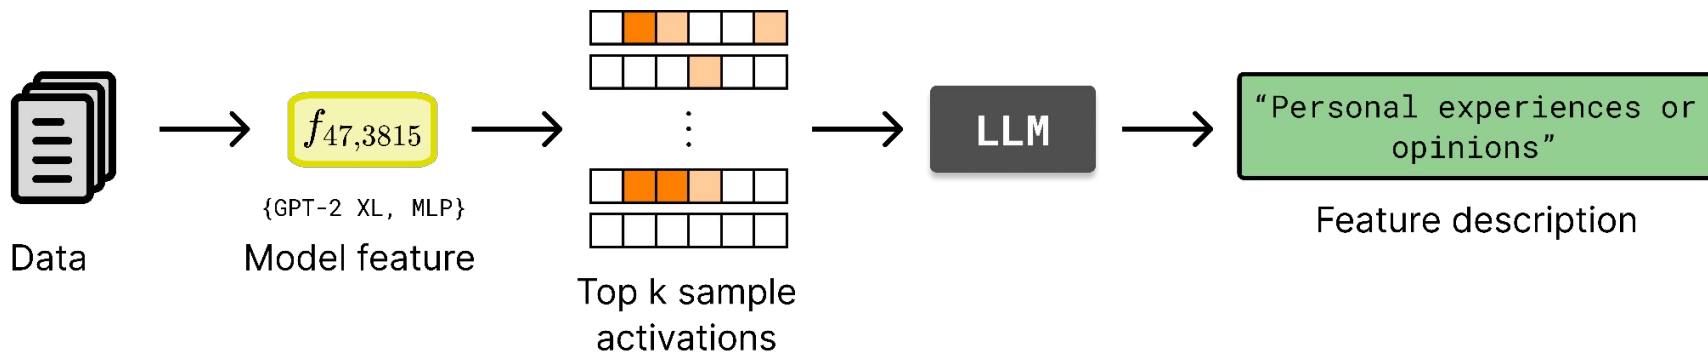 Data
f47,3815
{GPT-2 XL, MLP}
Model feature
Top k sample
activations
LLM
“Personal experiences or
opinions”
Feature description